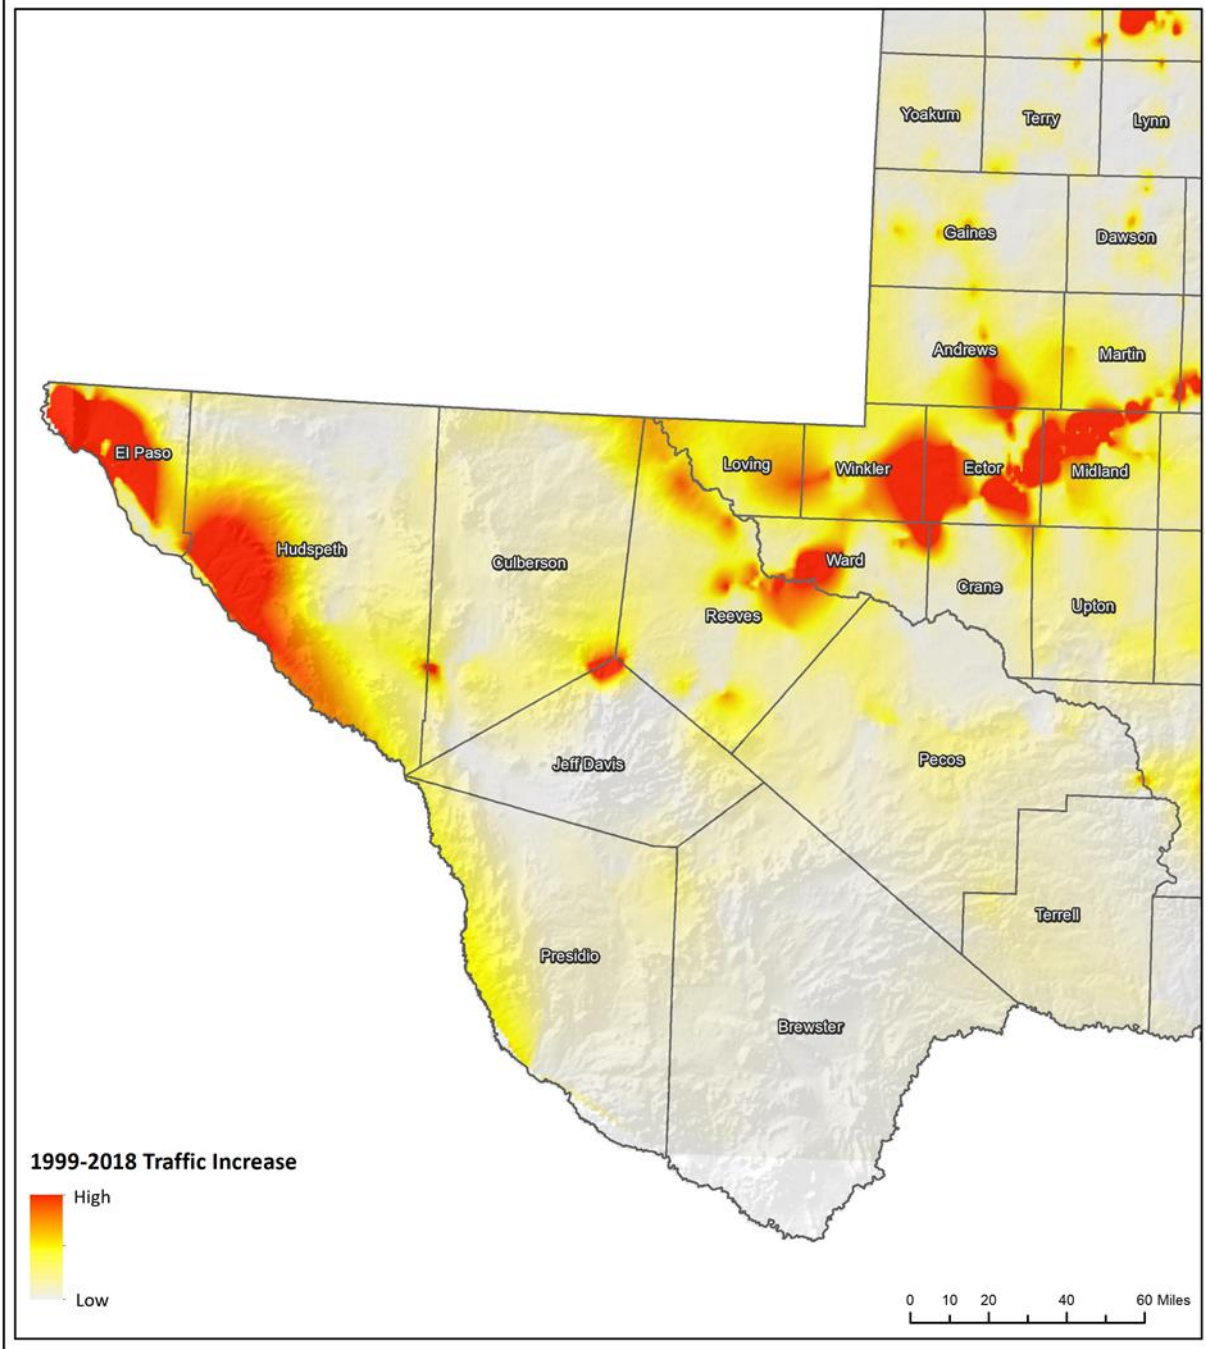 Yoakum
Terry
Lynn
Gaines
Dawson
Andrews
Martin
El Paso
Loving
Winkler
Ector
Midland
Hudspeth
Culberson
Ward
Crane
Reeves
Upton
Jeff Davis
Pecos
Terrell
Presidio
Brewster
1999-2018 Traffic Increase
High
Low
0 10 20 40 60 Miles